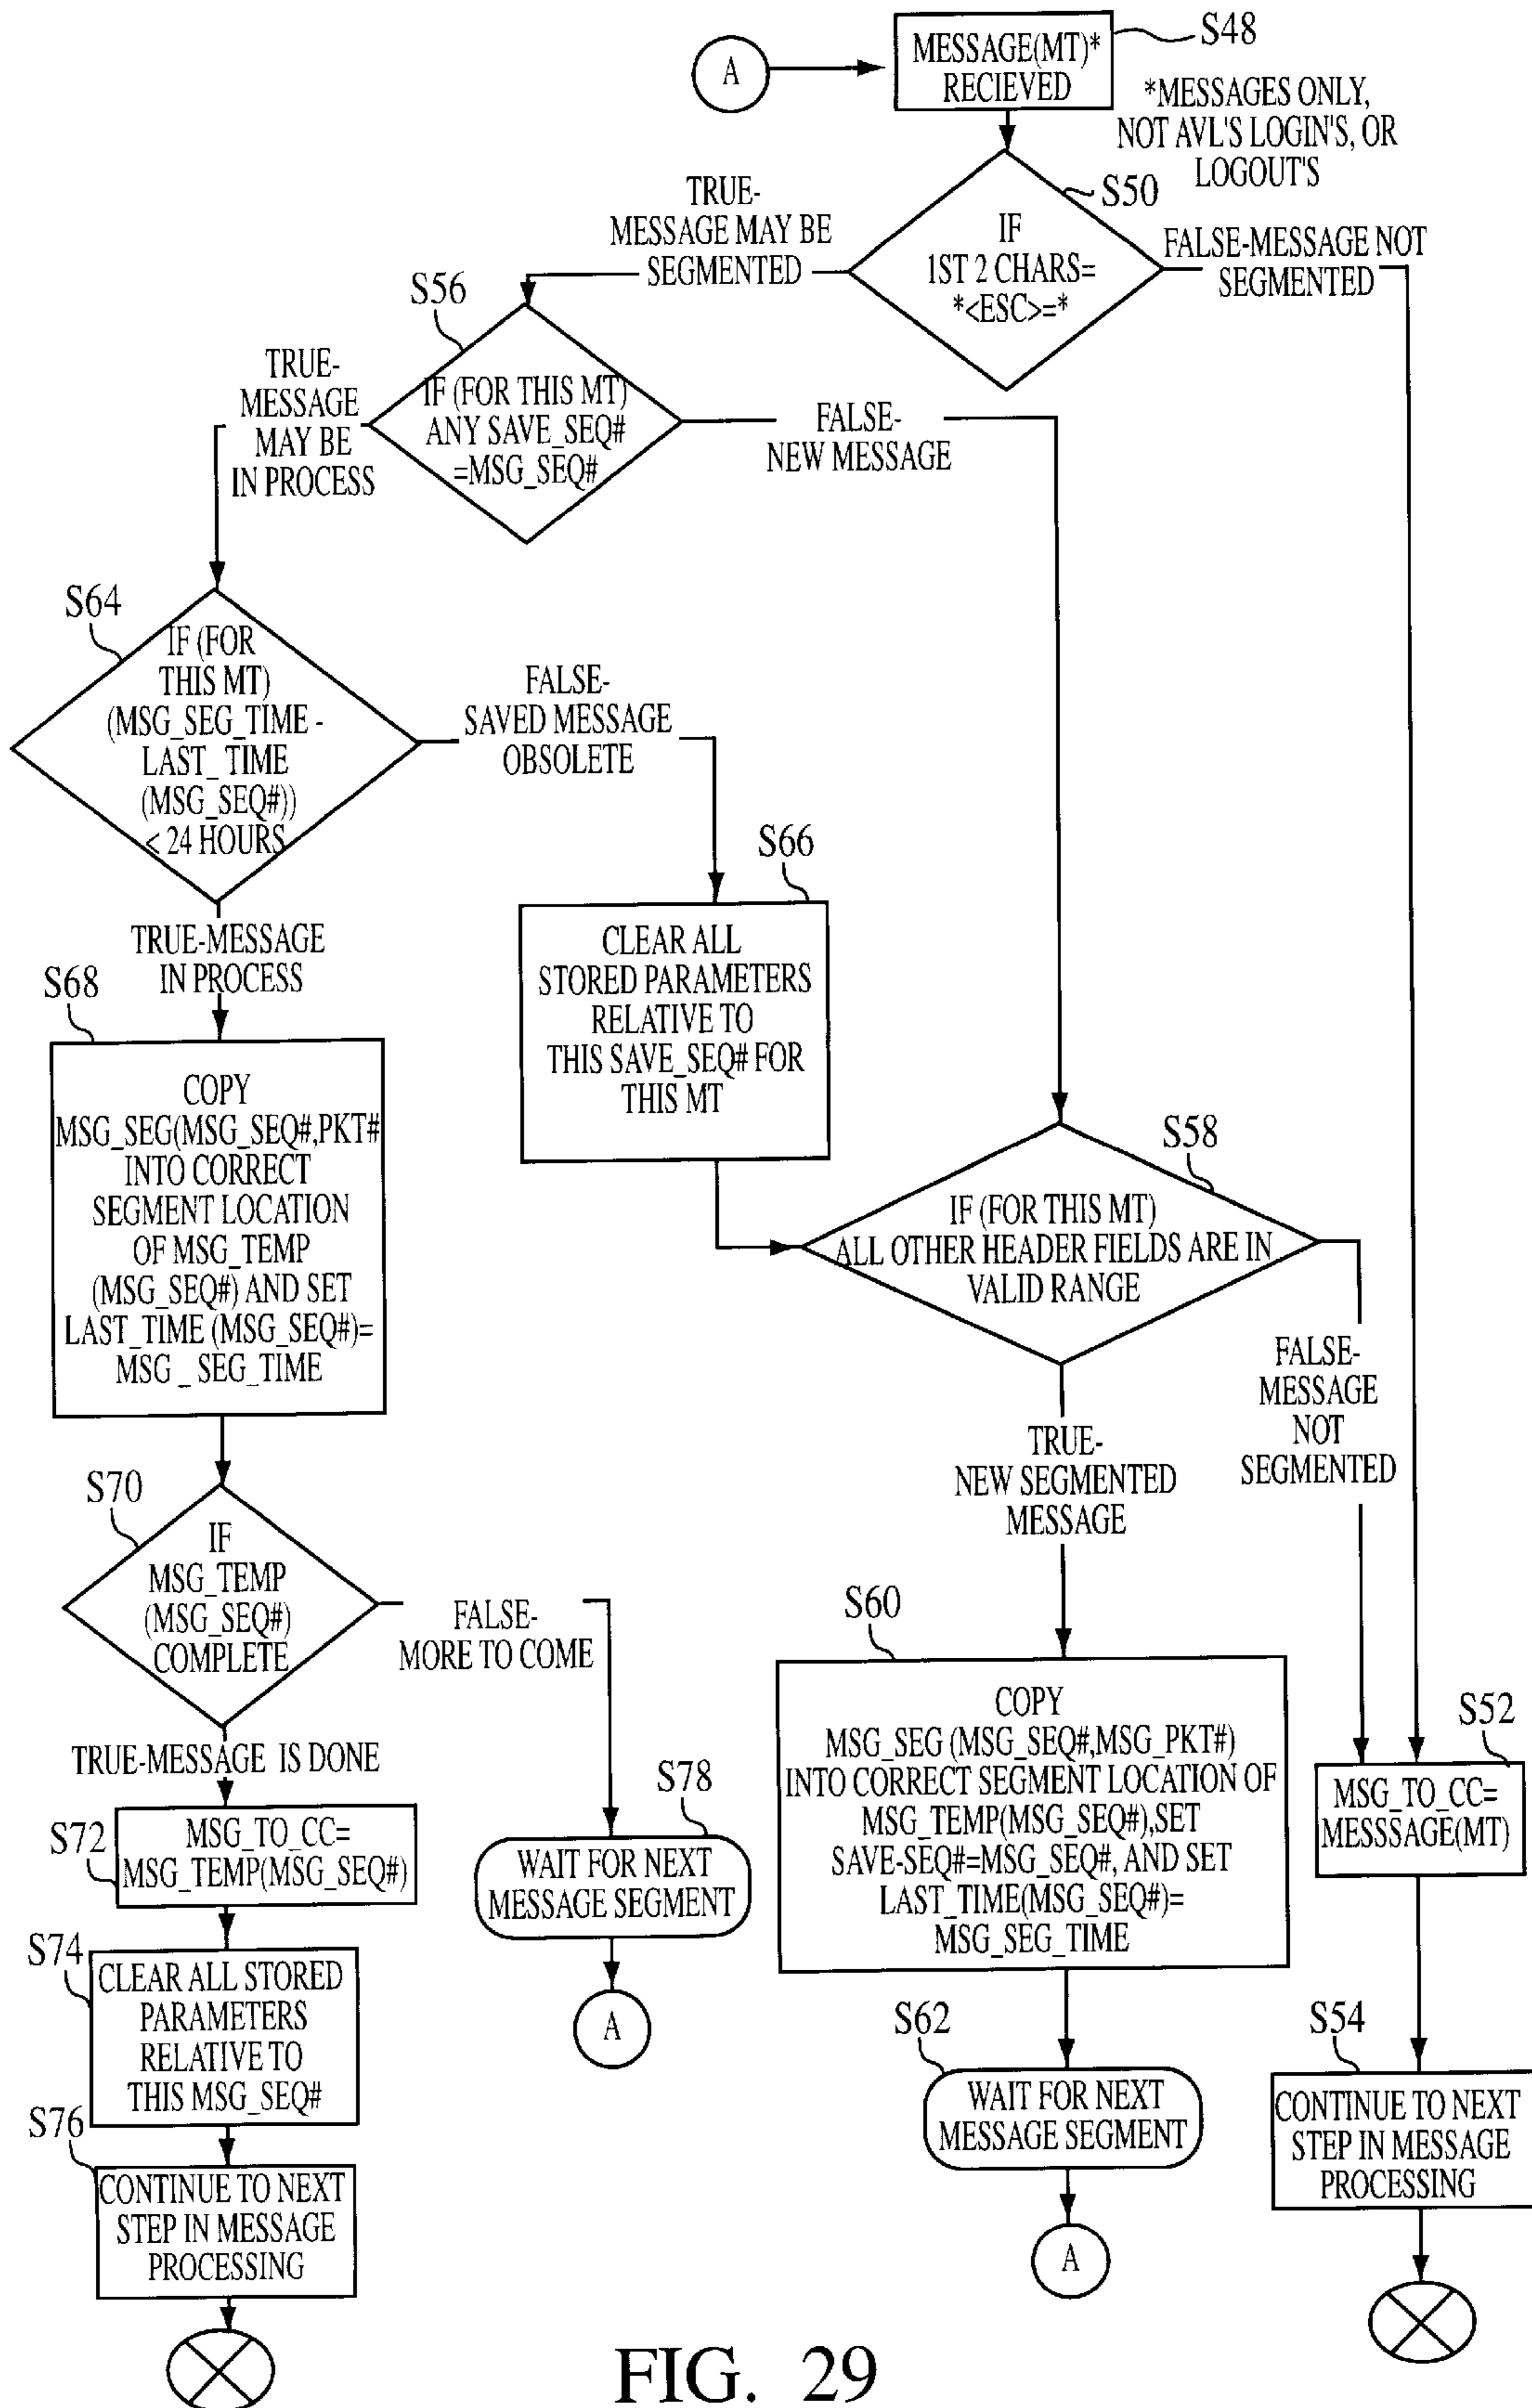 A
MESSAGE(MT)*
RECIEVED
S48
*MESSAGES ONLY,
NOT AVL'S LOGIN'S, OR
LOGOUT'S
S50
IF
1ST 2 CHARS=
*<ESC>=*
TRUE-
MESSAGE MAY BE
SEGMENTED
FALSE-MESSAGE NOT
SEGMENTED
S56
IF (FOR THIS MT)
ANY SAVE_SEQ#
=MSG_SEQ#
TRUE-
MESSAGE
MAY BE
IN PROCESS
FALSE-
NEW MESSAGE
S64
IF (FOR
THIS MT)
(MSG_SEG_TIME -
LAST_ TIME
(MSG_SEQ#))
< 24 HOURS
FALSE-
SAVED MESSAGE
OBSOLETE
S66
CLEAR ALL
STORED PARAMETERS
RELATIVE TO
THIS SAVE_SEQ# FOR
THIS MT
TRUE-MESSAGE
IN PROCESS
S68
COPY
MSG_SEG(MSG_SEQ#,PKT#
INTO CORRECT
SEGMENT LOCATION
OF MSG_TEMP
(MSG_SEQ#) AND SET
LAST_TIME (MSG_SEQ#)=
MSG _ SEG_TIME
S58
IF (FOR THIS MT)
ALL OTHER HEADER FIELDS ARE IN
VALID RANGE
FALSE-
MESSAGE
NOT
SEGMENTED
TRUE-
NEW SEGMENTED
MESSAGE
S70
IF
MSG_TEMP
(MSG_SEQ#)
COMPLETE
FALSE-
MORE TO COME
TRUE-MESSAGE IS DONE
S72
MSG_TO_CC=
MSG_TEMP(MSG_SEQ#)
S78
WAIT FOR NEXT
MESSAGE SEGMENT
A
S60
COPY
MSG_SEG (MSG_SEQ#,MSG_PKT#)
INTO CORRECT SEGMENT LOCATION OF
MSG_TEMP(MSG_SEQ#),SET
SAVE-SEQ#=MSG_SEQ#, AND SET
LAST_TIME(MSG_SEQ#)=
MSG_SEG_TIME
S52
MSG_TO_CC=
MESSSAGE(MT)
S74
CLEAR ALL STORED
PARAMETERS
RELATIVE TO
THIS MSG_SEQ#
S62
WAIT FOR NEXT
MESSAGE SEGMENT
A
S54
CONTINUE TO NEXT
STEP IN MESSAGE
PROCESSING
S76
CONTINUE TO NEXT
STEP IN MESSAGE
PROCESSING
FIG. 29